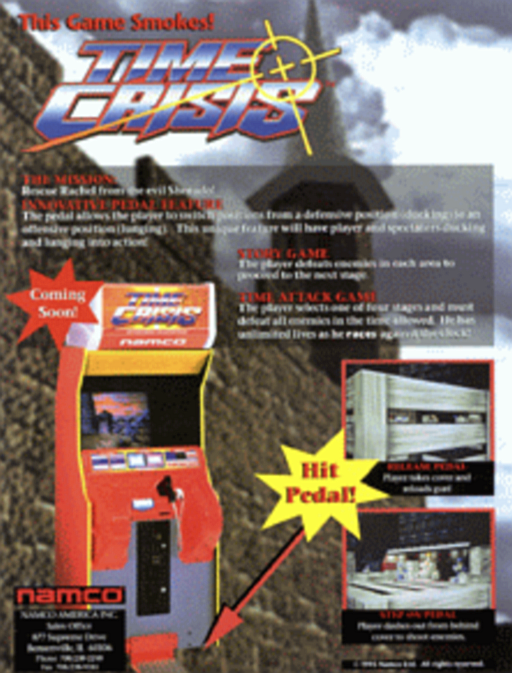 This Game Smokes!
TIME
CRISIS
THE MISSION:
Rescue Rachel from the evil Sherudo!
INNOVATIVE PEDAL FEATURE
The pedal allows the player to switch positions from a defensive position (ducking) to an
offensive position (lunging). This unique feature will have player and spectators ducking
and lunging into action!
STORY GAME
The player defeats enemies in each area to
proceed to the next stage.
TIME ATTACK GAME
The player selects one of four stages and must
defeat all enemies in the time allowed. He has
unlimited lives as he races against the clock!
Coming
Soon!
TIME
CRISIS
namco
Hit
Pedal!
RELEASE PEDAL
Player takes cover and
reloads gun!
STEP ON PEDAL
Player dashes out from behind
cover to shoot enemies.
namco
NAMCO AMERICA INC.
Sales Office
877 Supreme Drive
Bensenville, IL 60106
Phone
Fax
© 1995 Namco Ltd. All rights reserved.